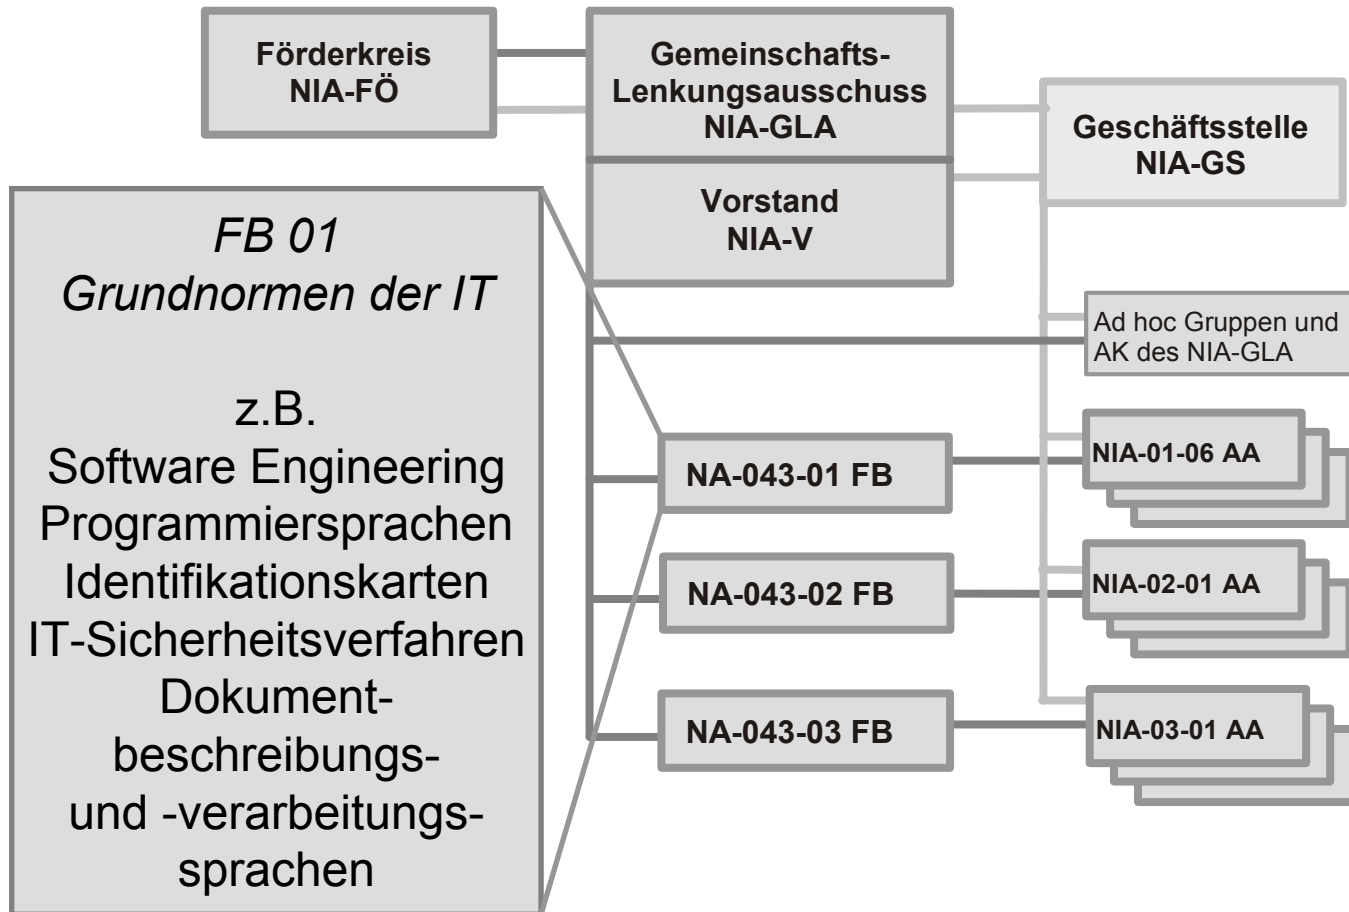 Förderkreis
NIA-FÖ
Gemeinschafts-
Lenkungsausschuss
NIA-GLA
Geschäftsstelle
NIA-GS
Vorstand
NIA-V
FB 01
Grundnormen der IT
z.B.
Software Engineering
Programmiersprachen
Identifikationskarten
IT-Sicherheitsverfahren
Dokument-
beschreibungs-
und -verarbeitungs-
sprachen
Ad hoc Gruppen und
AK des NIA-GLA
NA-043-01 FB
NIA-01-06 AA
NA-043-02 FB
NIA-02-01 AA
NA-043-03 FB
NIA-03-01 AA